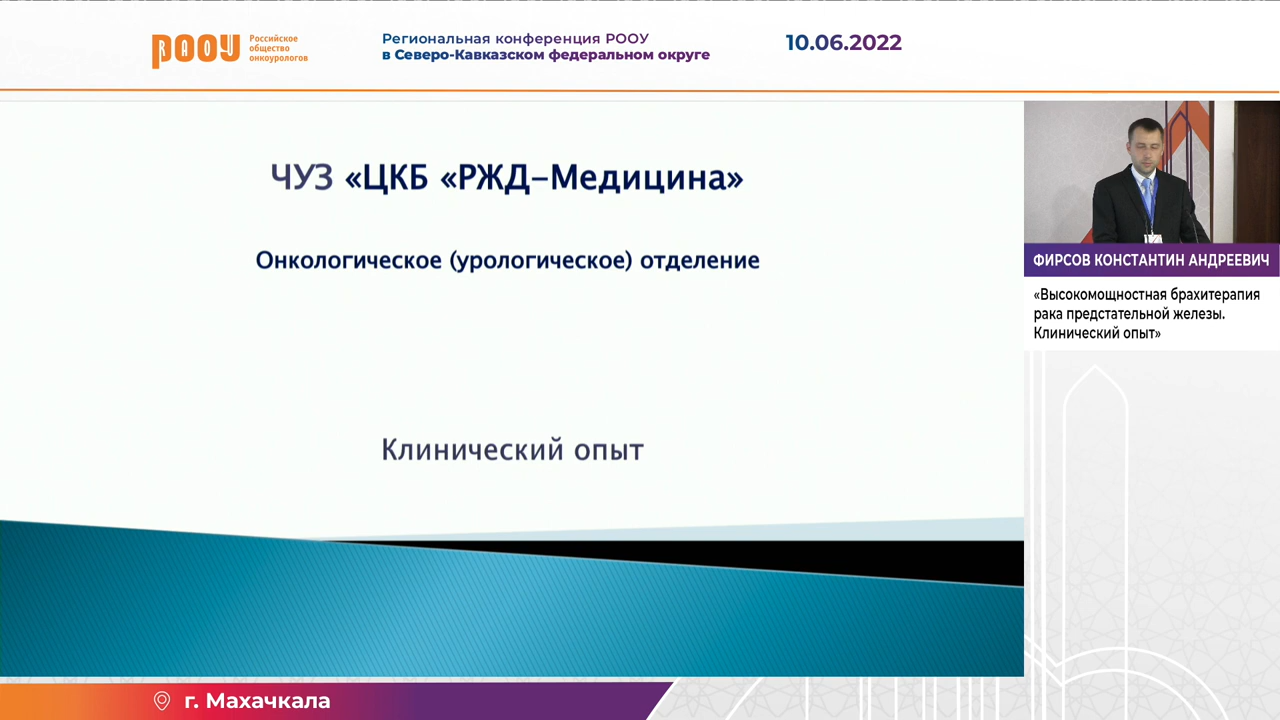 РООУ
RAOU
Российское
общество
онкоурологов
Региональная конференция РООУ
в Северо-Кавказском федеральном округе
10.06.2022
ЧУЗ «ЦКБ «РЖД-Медицина»
Онкологическое (урологическое) отделение
Клинический опыт
ФИРСОВ КОНСТАНТИН АНДРЕЕВИЧ
«Высокомощностная брахитерапия
рака предстательной железы.
Клинический опыт»
г. Махачкала